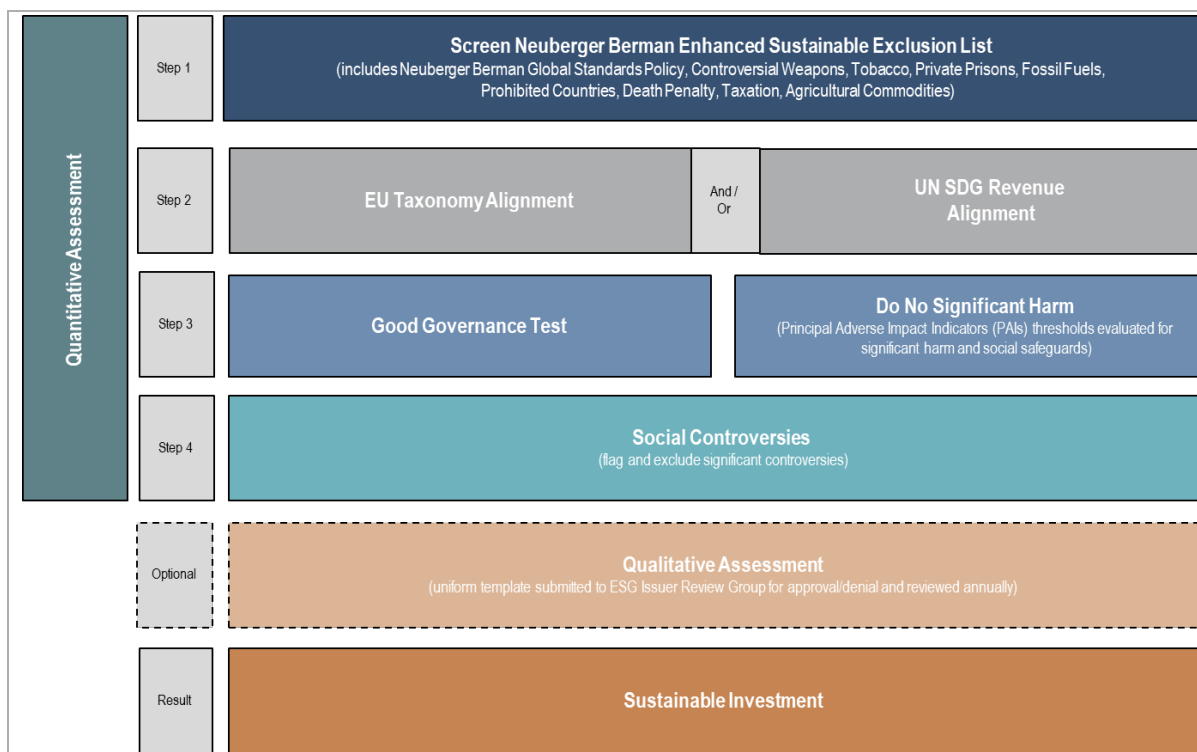 Quantitative Assessment
Step 1
Screen Neuberger Berman Enhanced Sustainable Exclusion List
(includes Neuberger Berman Global Standards Policy, Controversial Weapons, Tobacco, Private Prisons, Fossil Fuels,
Prohibited Countries, Death Penalty, Taxation, Agricultural Commodities)
Step 2
EU Taxonomy Alignment
And /
Or
UN SDG Revenue
Alignment
Step 3
Good Governance Test
Do No Significant Harm
(Principal Adverse Impact Indicators (PAIs) thresholds evaluated for
significant harm and social safeguards)
Step 4
Social Controversies
(flag and exclude significant controversies)
Optional
Qualitative Assessment
(uniform template submitted to ESG Issuer Review Group for approval/denial and reviewed annually)
Result
Sustainable Investment